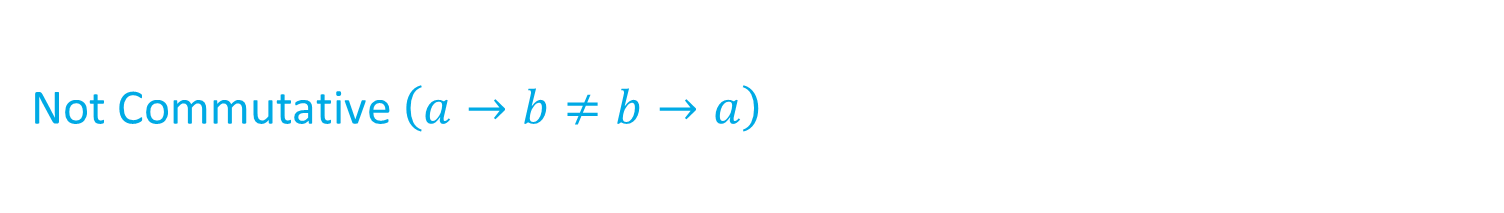 Not Commutative (𝑎 → 𝑏 ≠ 𝑏 → 𝑎)